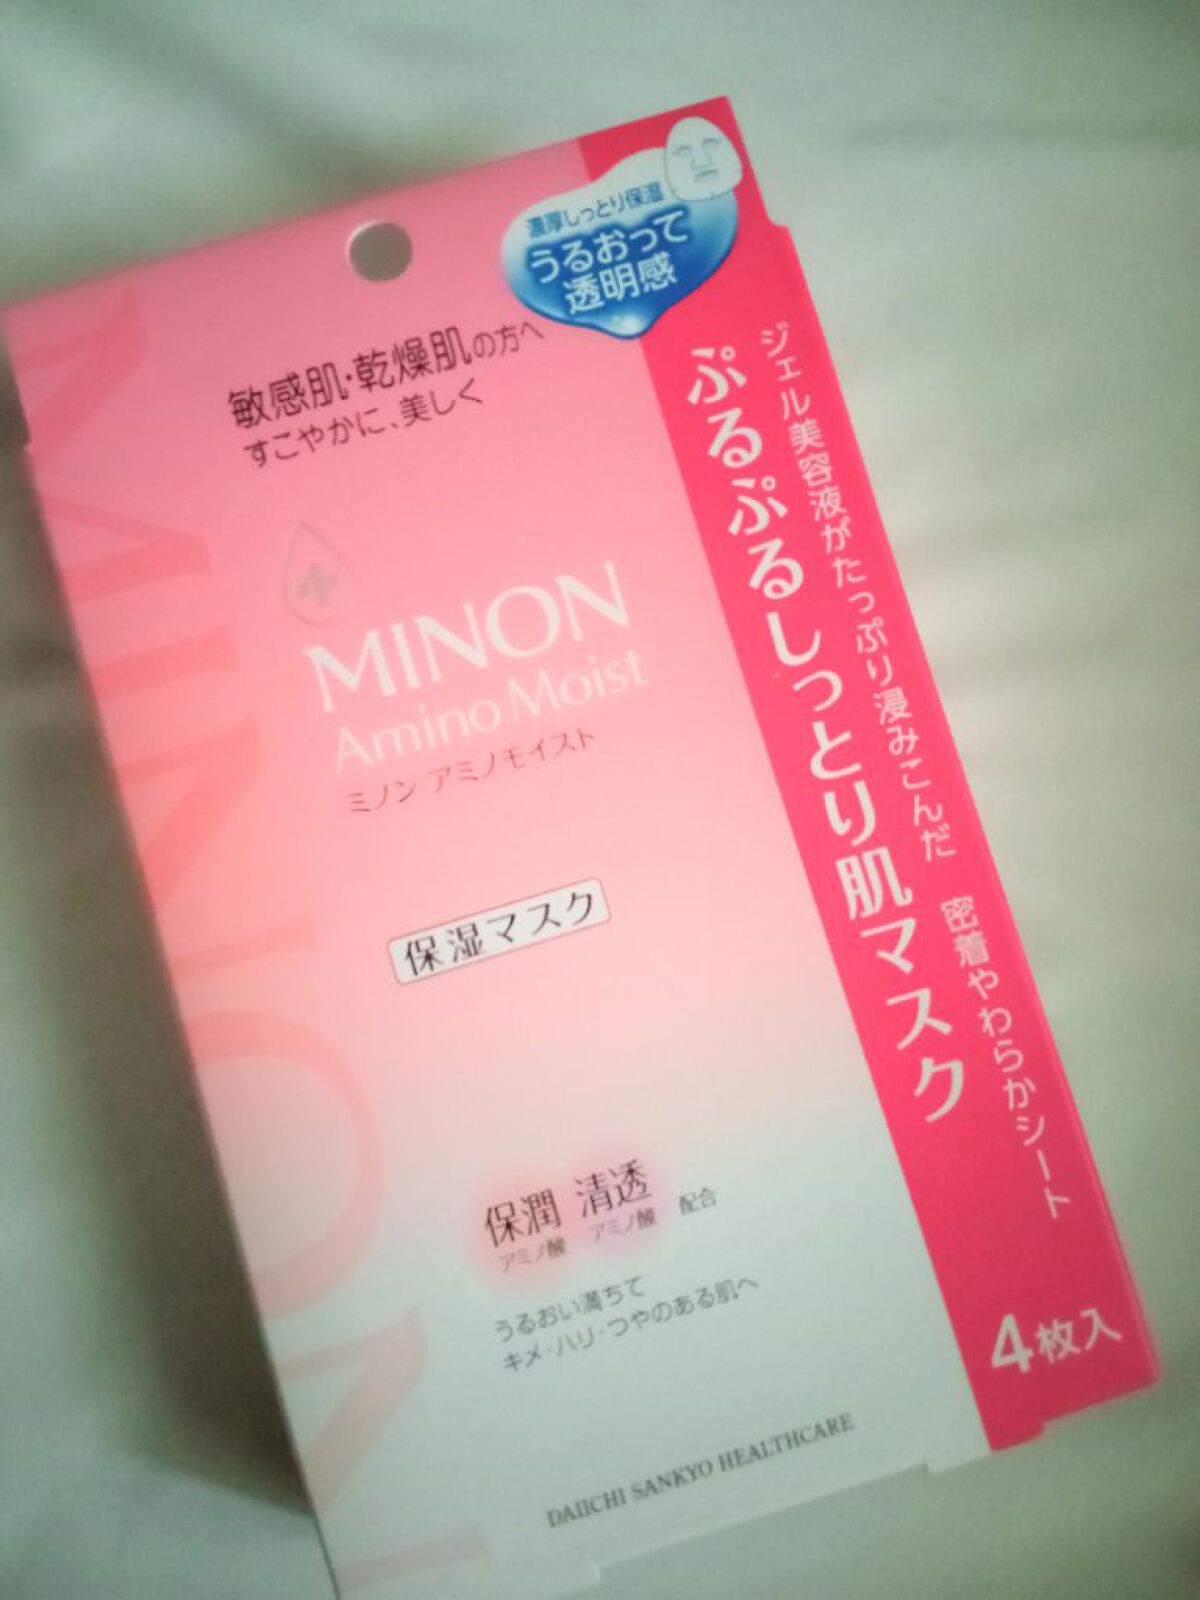 濃厚しっとり保湿
うるおって
透明感
敏感肌・乾燥肌の方へ
すこやかに、美しく
MINON
Amino Moist
ミノン アミノモイスト
保湿マスク
ジェル美容液がたっぷり浸みこんだ 密着やわらかシート
ぷるぷるしっとり肌マスク
保潤 清透 配合
アミノ酸 アミノ酸
うるおい満ちて
キメ・ハリ・つやのある肌へ
4枚入
DAIICHI SANKYO HEALTHCARE
MINON